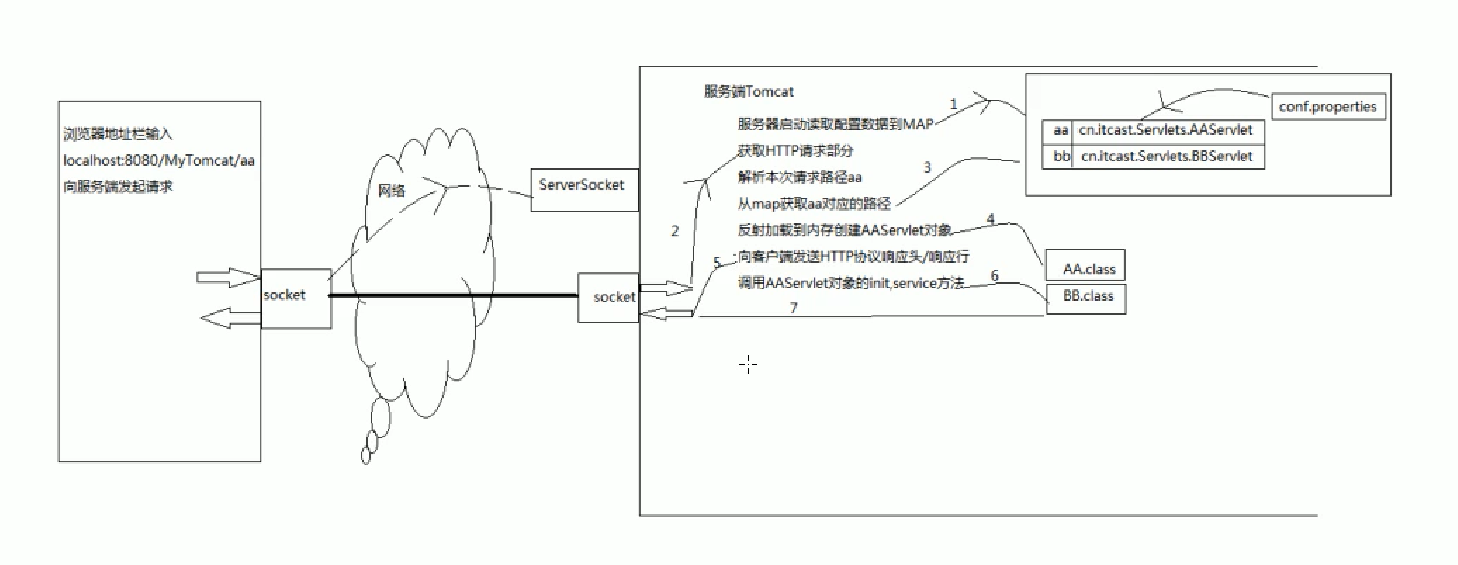 浏览器地址栏输入
localhost:8080/MyTomcat/aa
向服务端发起请求
socket
网络
ServerSocket
socket
服务端Tomcat
服务器启动读取配置数据到MAP
获取HTTP请求部分
解析本次请求路径aa
从map获取aa对应的路径
反射加载到内存创建AAServlet对象
向客户端发送HTTP协议响应头/响应行
调用AAServlet对象的init,service方法
1
2
3
4
5
6
7
conf.properties
aa cn.itcast.Servlets.AAServlet
bb cn.itcast.Servlets.BBServlet
AA.class
BB.class